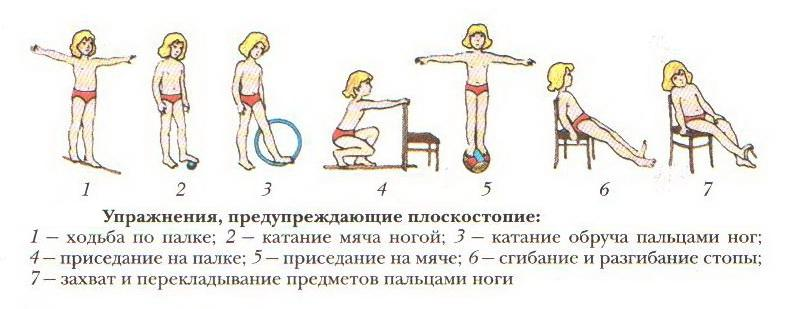 1 2 3 4 5 6 7
Упражнения, предупреждающие плоскостопие:
1 — ходьба по палке; 2 — катание мяча ногой; 3 — катание обруча пальцами ног;
4 — приседание на палке; 5 — приседание на мяче; 6 — сгибание и разгибание стопы;
7 — захват и перекладывание предметов пальцами ноги